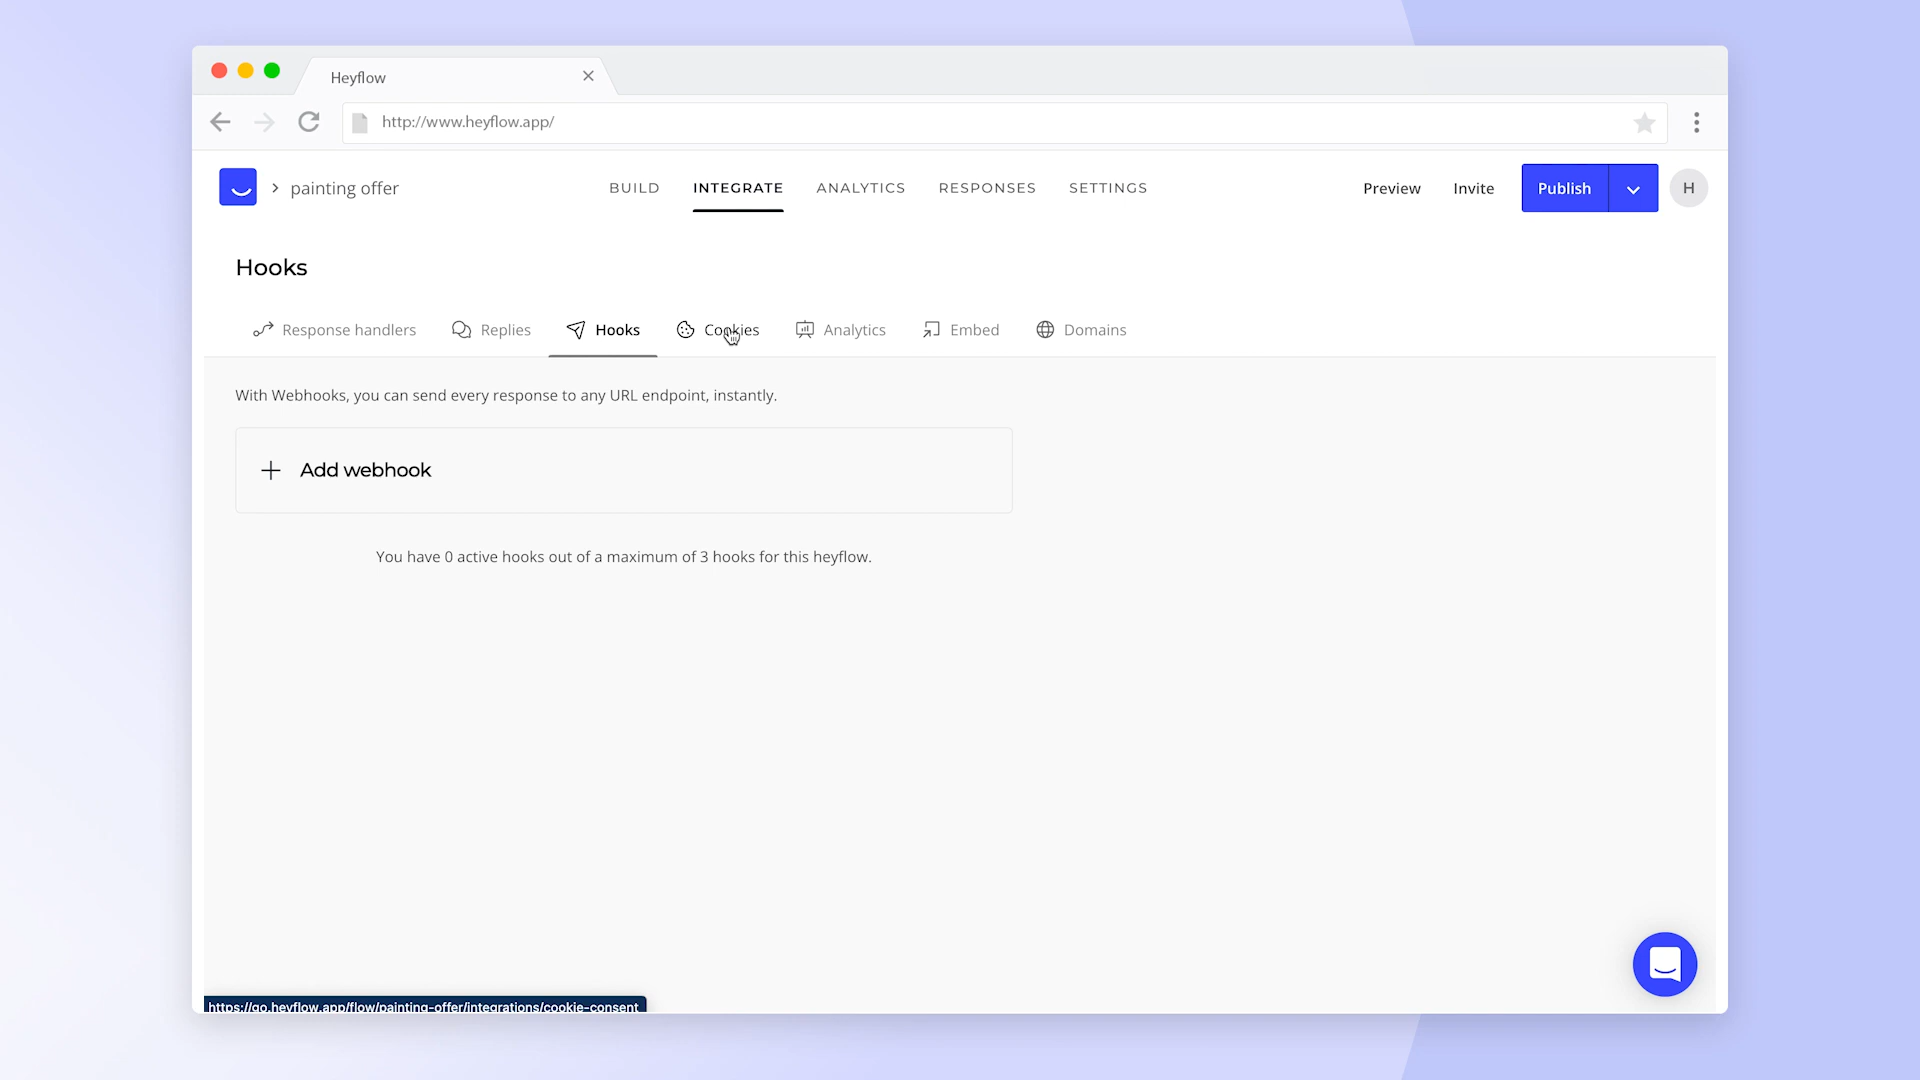 Heyflow
http://www.heyflow.app/
painting offer
BUILD
INTEGRATE
ANALYTICS
RESPONSES
SETTINGS
Preview
Invite
Publish
H
Hooks
Response handlers
Replies
Hooks
Cookies
Analytics
Embed
Domains
With Webhooks, you can send every response to any URL endpoint, instantly.
Add webhook
You have 0 active hooks out of a maximum of 3 hooks for this heyflow.
https://go.heyflow.app/flow/painting-offer/integrations/cookie-consent